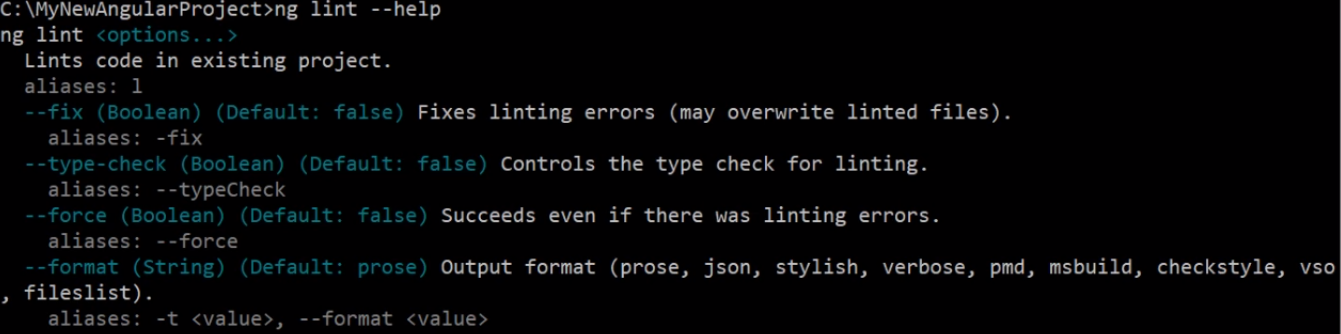 C:\MyNewAngularProject>ng lint --help
ng lint <options...>
Lints code in existing project.
aliases: l
--fix (Boolean) (Default: false) Fixes linting errors (may overwrite linted files).
aliases: -fix
--type-check (Boolean) (Default: false) Controls the type check for linting.
aliases: --typeCheck
--force (Boolean) (Default: false) Succeeds even if there was linting errors.
aliases: --force
--format (String) (Default: prose) Output format (prose, json, stylish, verbose, pmd, msbuild, checkstyle, vso
, fileslist).
aliases: -t <value>, --format <value>